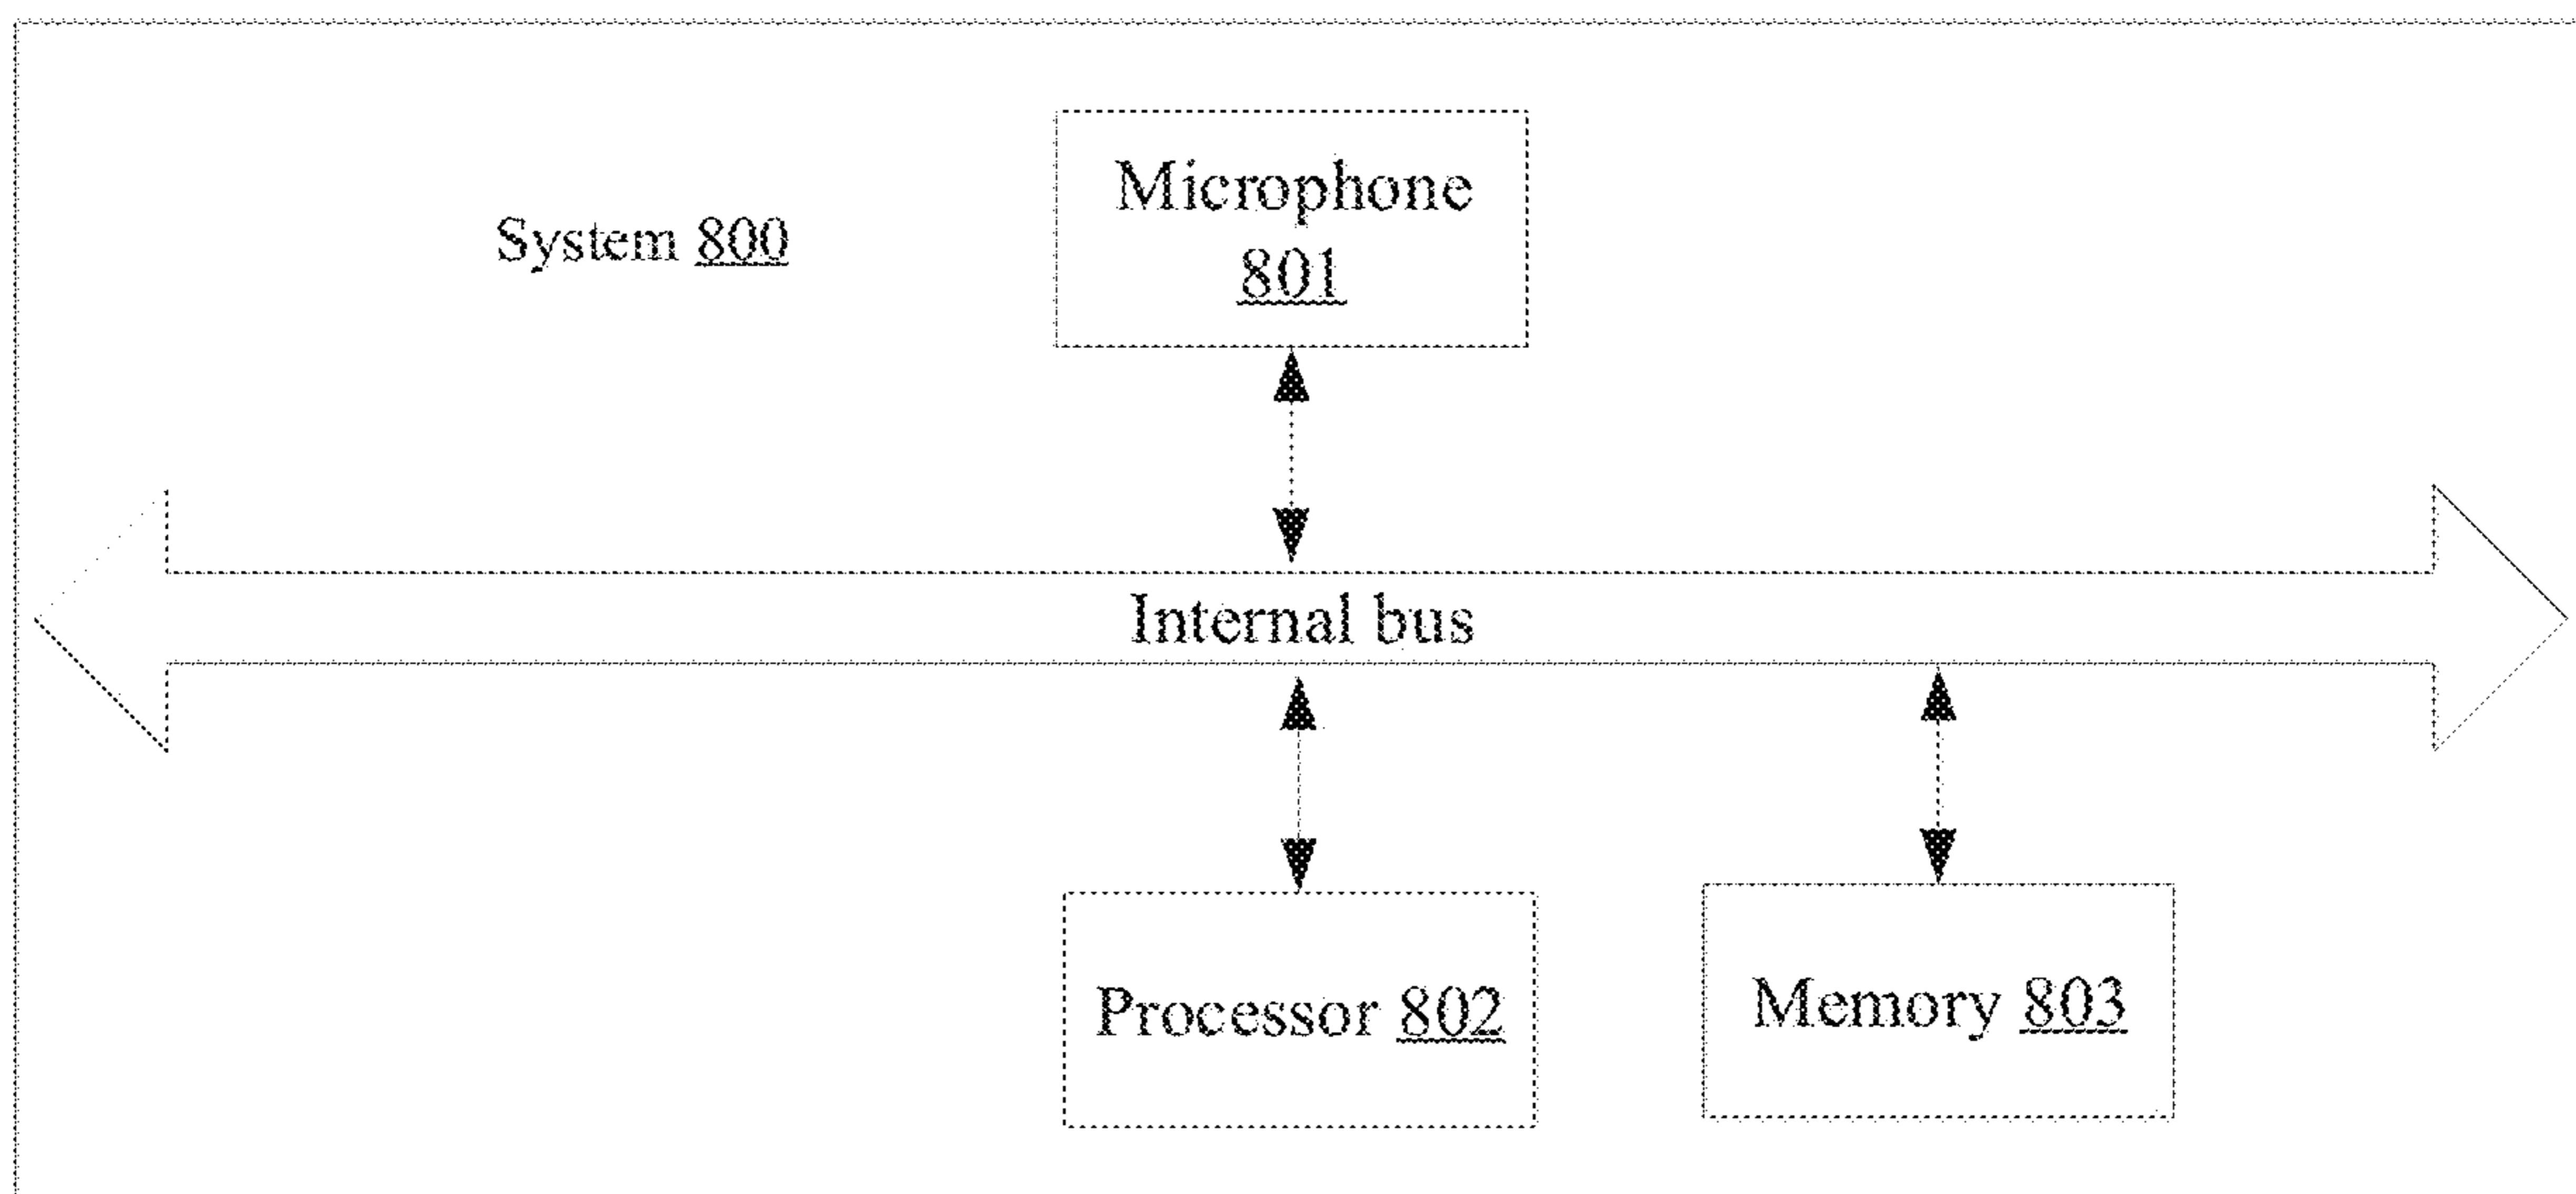 System 800
Microphone
801
Internal bus
Processor 802
Memory 803